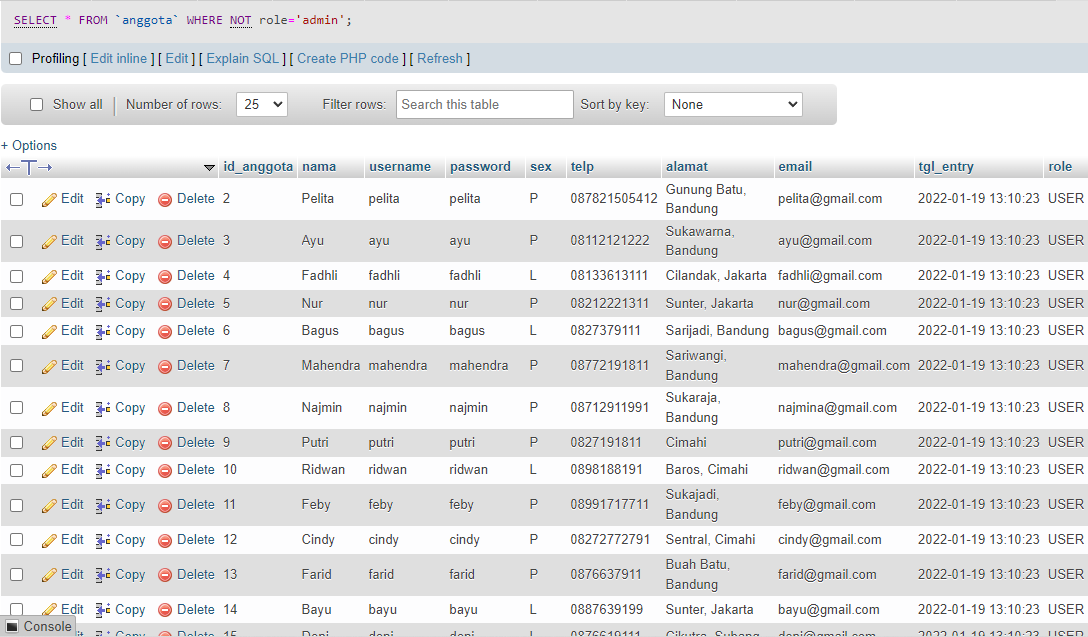 SELECT * FROM `anggota` WHERE NOT role='admin';
Profiling [ Edit inline ] [ Edit ] [ Explain SQL ] [ Create PHP code ] [ Refresh ]
Show all Number of rows: 25 Filter rows: Search this table Sort by key: None
+ Options
←T→ id_anggota nama username password sex telp alamat email tgl_entry role
Edit Copy Delete 2 Pelita pelita pelita P 087821505412 Gunung Batu, pelita@gmail.com 2022-01-19 13:10:23 USER
Bandung
Edit Copy Delete 3 Ayu ayu ayu P 08112121222 Sukawarna, ayu@gmail.com 2022-01-19 13:10:23 USER
Bandung
Edit Copy Delete 4 Fadhli fadhli fadhli L 08133613111 Cilandak, Jakarta fadhli@gmail.com 2022-01-19 13:10:23 USER
Edit Copy Delete 5 Nur nur nur P 08212221311 Sunter, Jakarta nur@gmail.com 2022-01-19 13:10:23 USER
Edit Copy Delete 6 Bagus bagus bagus L 0827379111 Sarijadi, Bandung bagus@gmail.com 2022-01-19 13:10:23 USER
Edit Copy Delete 7 Mahendra mahendra mahendra P 08772191811 Sariwangi, mahendra@gmail.com 2022-01-19 13:10:23 USER
Bandung
Edit Copy Delete 8 Najmin najmin najmin P 08712911991 Sukaraja, najmina@gmail.com 2022-01-19 13:10:23 USER
Bandung
Edit Copy Delete 9 Putri putri putri P 0827191811 Cimahi putri@gmail.com 2022-01-19 13:10:23 USER
Edit Copy Delete 10 Ridwan ridwan ridwan L 0898188191 Baros, Cimahi ridwan@gmail.com 2022-01-19 13:10:23 USER
Edit Copy Delete 11 Feby feby feby P 08991717711 Sukajadi, feby@gmail.com 2022-01-19 13:10:23 USER
Bandung
Edit Copy Delete 12 Cindy cindy cindy P 08272772791 Sentral, Cimahi cindy@gmail.com 2022-01-19 13:10:23 USER
Edit Copy Delete 13 Farid farid farid P 0876637911 Buah Batu, farid@gmail.com 2022-01-19 13:10:23 USER
Bandung
Edit Copy Delete 14 Bayu bayu bayu L 0887639199 Sunter, Jakarta bayu@gmail.com 2022-01-19 13:10:23 USER
Console